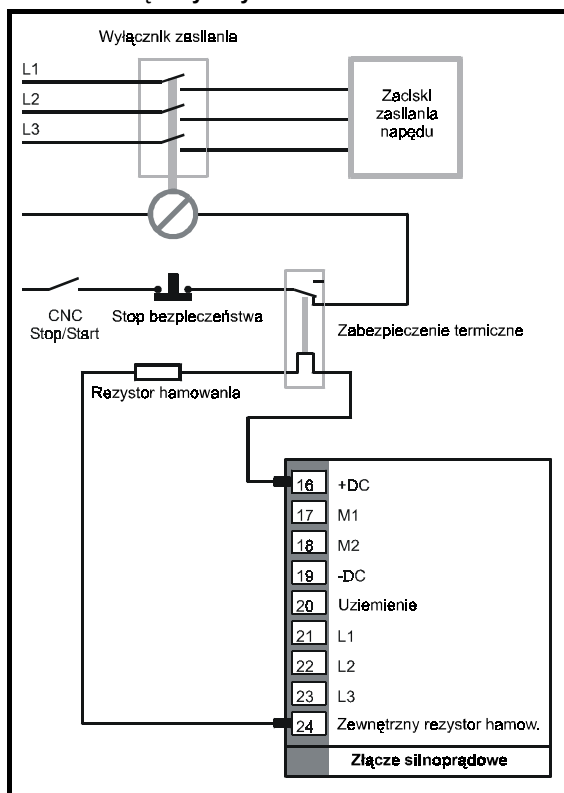 Wyłącznik zasilania
L1
L2
L3
Zaciski
zasilania
napędu
CNC
Stop/Start
Stop bezpieczeństwa
Zabezpieczenie termiczne
Rezystor hamowania
16 +DC
17 M1
18 M2
19 -DC
20 Uziemienie
21 L1
22 L2
23 L3
24 Zewnętrzny rezystor hamow.
Złącze silnoprądowe